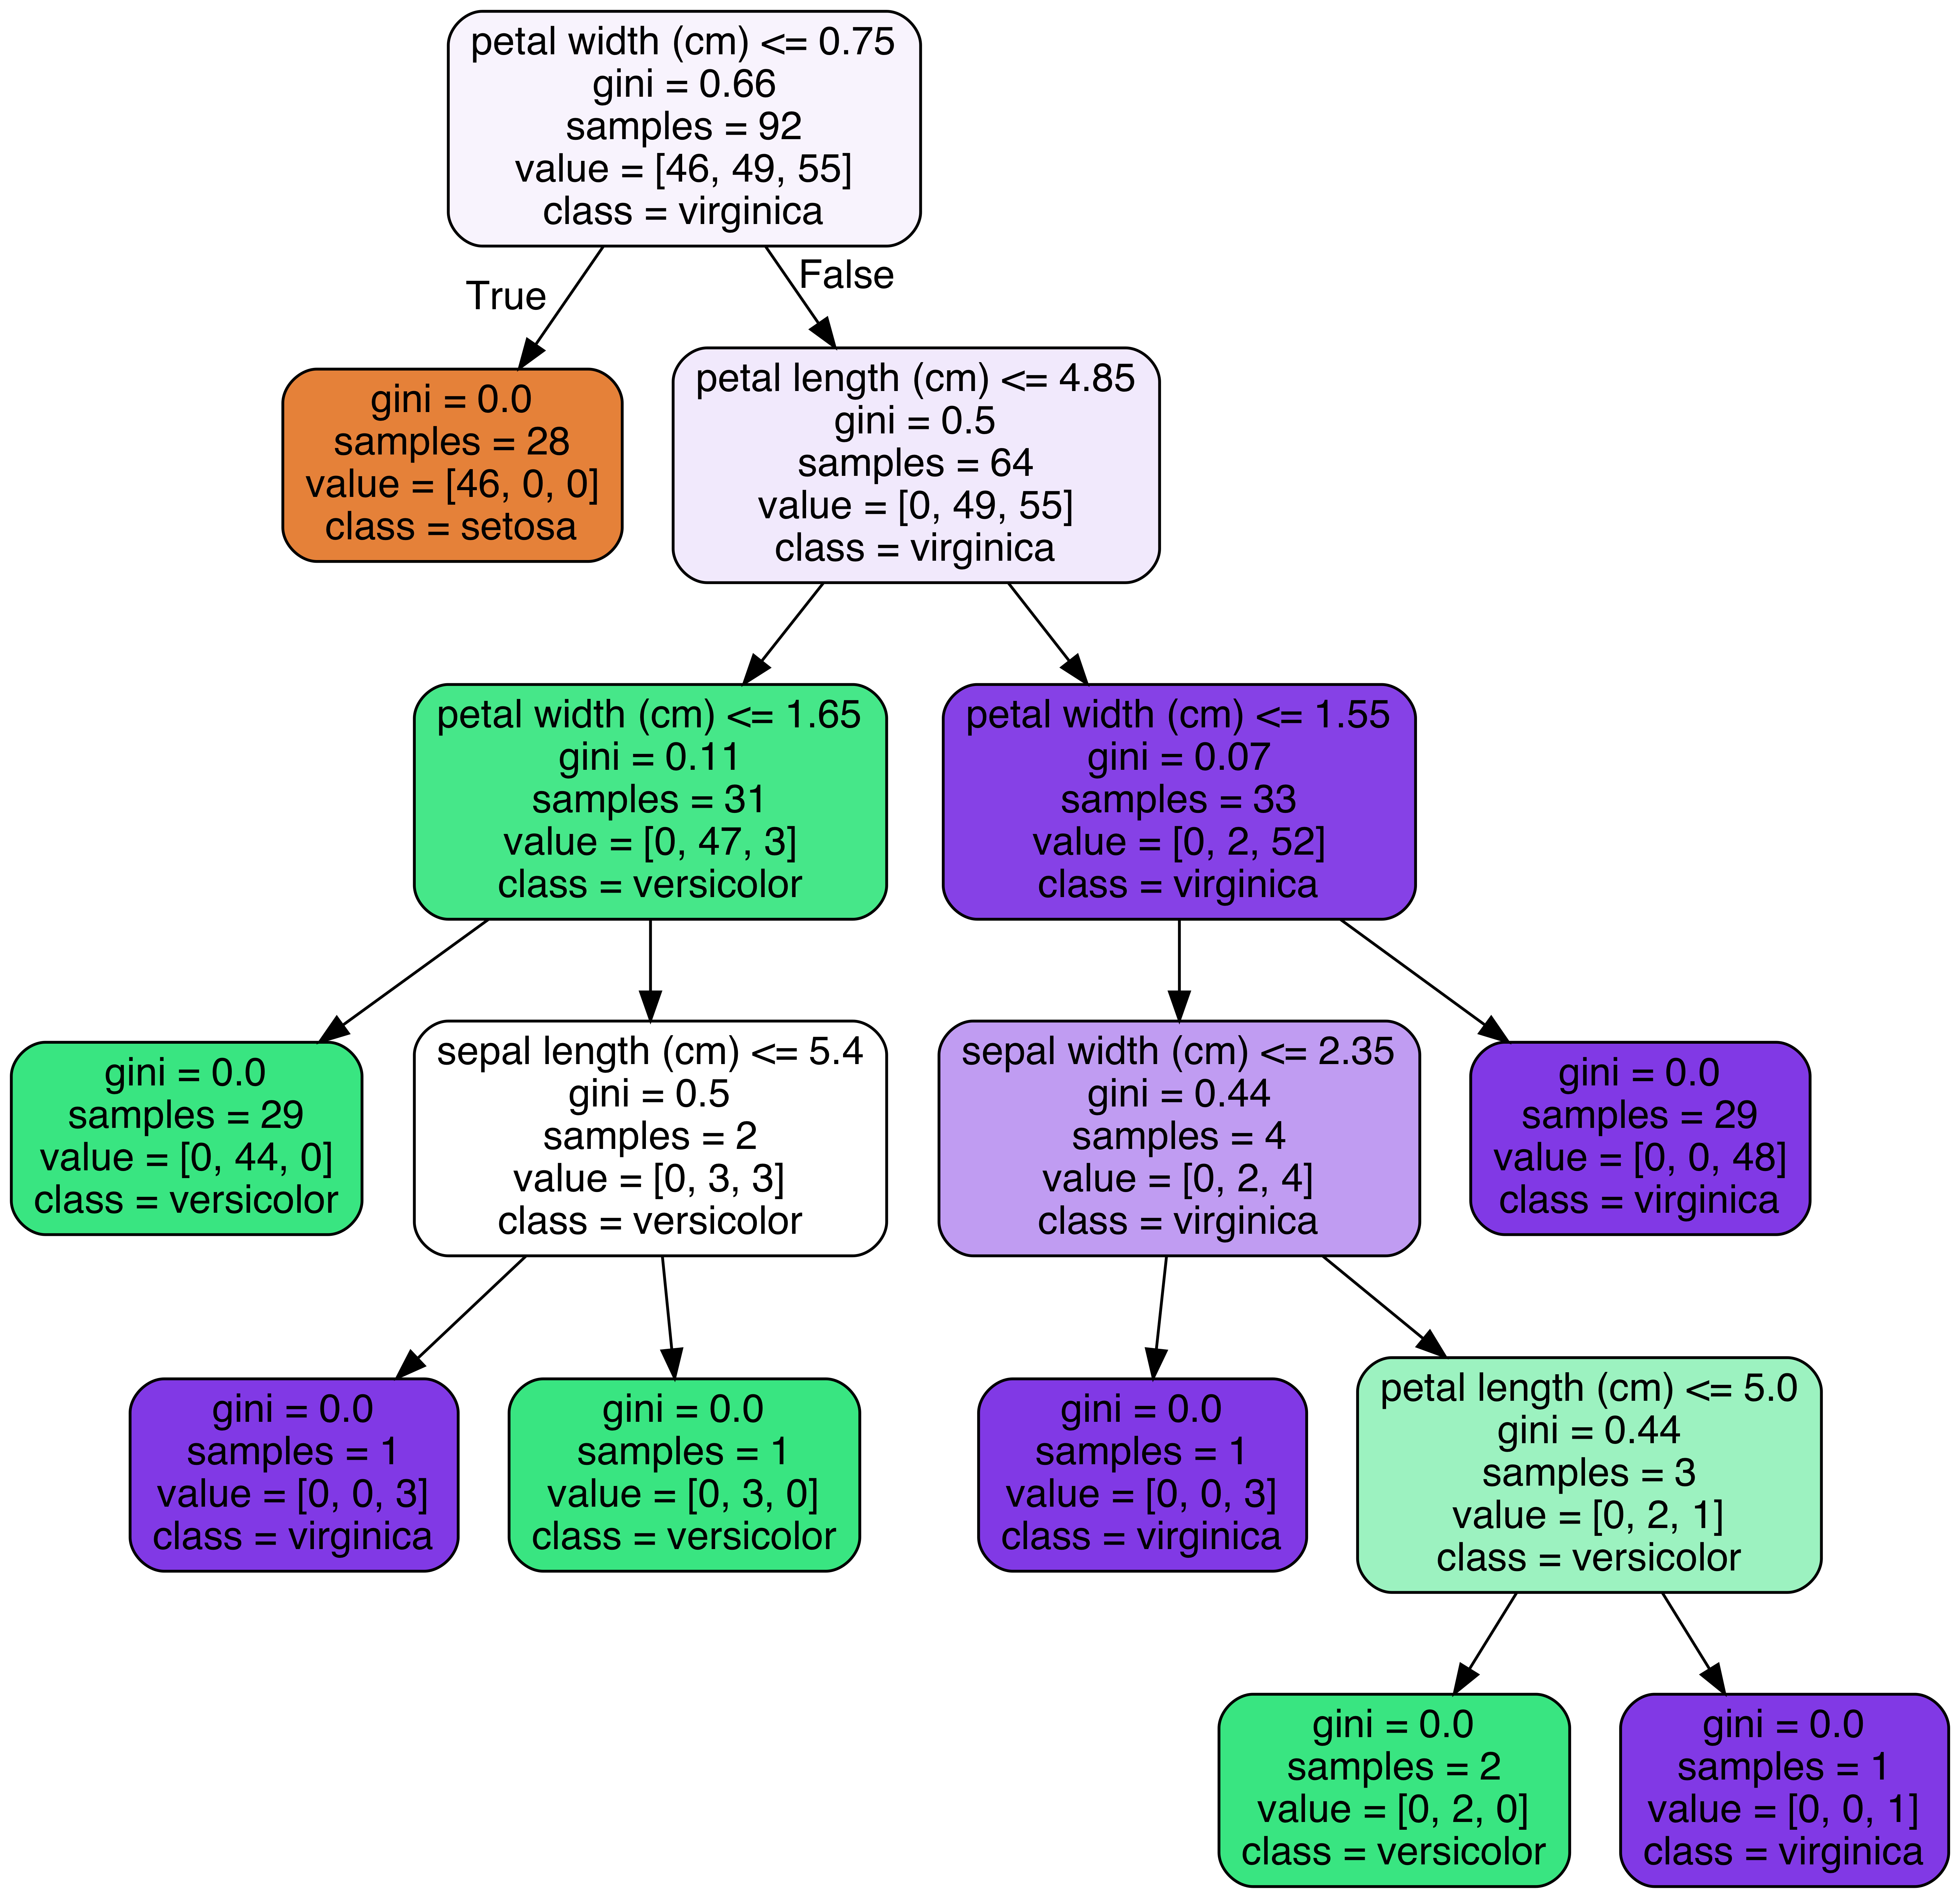 petal width (cm) <= 0.75
gini = 0.66
samples = 92
value = [46, 49, 55]
class = virginica
True
False
gini = 0.0
samples = 28
value = [46, 0, 0]
class = setosa
petal length (cm) <= 4.85
gini = 0.5
samples = 64
value = [0, 49, 55]
class = virginica
petal width (cm) <= 1.65
gini = 0.11
samples = 31
value = [0, 47, 3]
class = versicolor
petal width (cm) <= 1.55
gini = 0.07
samples = 33
value = [0, 2, 52]
class = virginica
gini = 0.0
samples = 29
value = [0, 44, 0]
class = versicolor
sepal length (cm) <= 5.4
gini = 0.5
samples = 2
value = [0, 3, 3]
class = versicolor
sepal width (cm) <= 2.35
gini = 0.44
samples = 4
value = [0, 2, 4]
class = virginica
gini = 0.0
samples = 29
value = [0, 0, 48]
class = virginica
gini = 0.0
samples = 1
value = [0, 0, 3]
class = virginica
gini = 0.0
samples = 1
value = [0, 3, 0]
class = versicolor
gini = 0.0
samples = 1
value = [0, 0, 3]
class = virginica
petal length (cm) <= 5.0
gini = 0.44
samples = 3
value = [0, 2, 1]
class = versicolor
gini = 0.0
samples = 2
value = [0, 2, 0]
class = versicolor
gini = 0.0
samples = 1
value = [0, 0, 1]
class = virginica